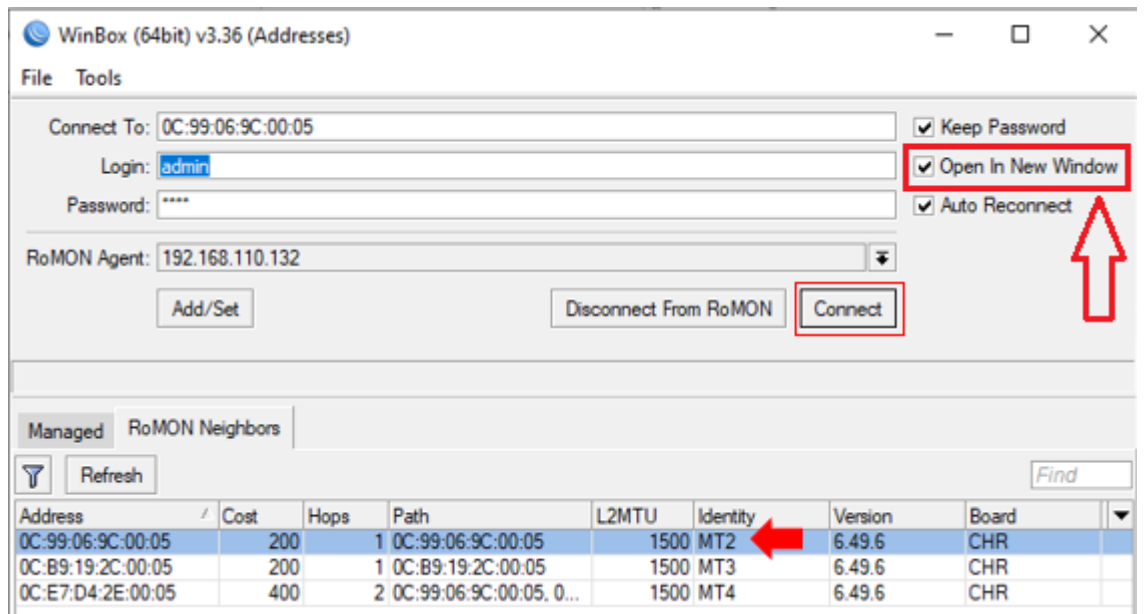 WinBox (64bit) v3.36 (Addresses)
File Tools
Connect To: 0C:99:06:9C:00:05
Keep Password
Login: admin
Open In New Window
Password: ****
Auto Reconnect
RoMON Agent: 192.168.110.132
Add/Set Disconnect From RoMON Connect
Managed RoMON Neighbors
Refresh Find
Address Cost Hops Path L2MTU Identity Version Board
0C:99:06:9C:00:05 200 1 0C:99:06:9C:00:05 1500 MT2 6.49.6 CHR
0C:B9:19:2C:00:05 200 1 0C:B9:19:2C:00:05 1500 MT3 6.49.6 CHR
0C:E7:D4:2E:00:05 400 2 0C:99:06:9C:00:05, 0... 1500 MT4 6.49.6 CHR